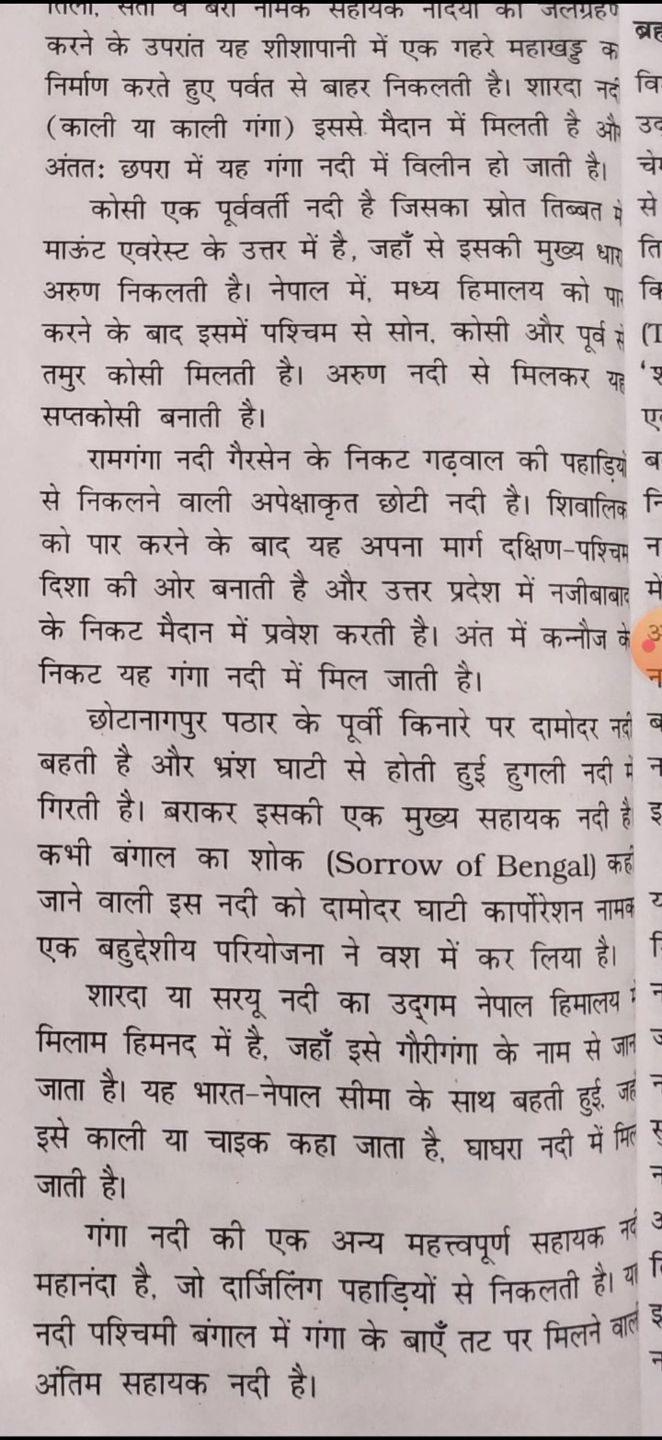 तिला, सेती व बेरी नामक सहायक नदियों का जलग्रहण
करने के उपरांत यह शीशापानी में एक गहरे महाखड्ड क
निर्माण करते हुए पर्वत से बाहर निकलती है। शारदा नदी
(काली या काली गंगा) इससे मैदान में मिलती है औ
अंततः छपरा में यह गंगा नदी में विलीन हो जाती है।
कोसी एक पूर्ववर्ती नदी है जिसका स्रोत तिब्बत में
माऊंट एवरेस्ट के उत्तर में है, जहाँ से इसकी मुख्य धार
अरुण निकलती है। नेपाल में, मध्य हिमालय को पा
करने के बाद इसमें पश्चिम से सोन, कोसी और पूर्व से
तमुर कोसी मिलती है। अरुण नदी से मिलकर यह
सप्तकोसी बनाती है।
रामगंगा नदी गैरसेन के निकट गढ़वाल की पहाड़ियों
से निकलने वाली अपेक्षाकृत छोटी नदी है। शिवालिक
को पार करने के बाद यह अपना मार्ग दक्षिण-पश्चिम
दिशा की ओर बनाती है और उत्तर प्रदेश में नजीबाबाद
के निकट मैदान में प्रवेश करती है। अंत में कन्नौज के
निकट यह गंगा नदी में मिल जाती है।
छोटानागपुर पठार के पूर्वी किनारे पर दामोदर नदी
बहती है और भ्रंश घाटी से होती हुई हुगली नदी में
गिरती है। बराकर इसकी एक मुख्य सहायक नदी है
कभी बंगाल का शोक (Sorrow of Bengal) कही
जाने वाली इस नदी को दामोदर घाटी कार्पोरेशन नामक
एक बहुद्देशीय परियोजना ने वश में कर लिया है।
शारदा या सरयू नदी का उद्गम नेपाल हिमालय में
मिलाम हिमनद में है, जहाँ इसे गौरीगंगा के नाम से जान
जाता है। यह भारत-नेपाल सीमा के साथ बहती हुई, जह
इसे काली या चाइक कहा जाता है, घाघरा नदी में मिल
जाती है।
गंगा नदी की एक अन्य महत्त्वपूर्ण सहायक नदी
महानंदा है, जो दार्जिलिंग पहाड़ियों से निकलती है। य
नदी पश्चिमी बंगाल में गंगा के बाएँ तट पर मिलने वाल
अंतिम सहायक नदी है।